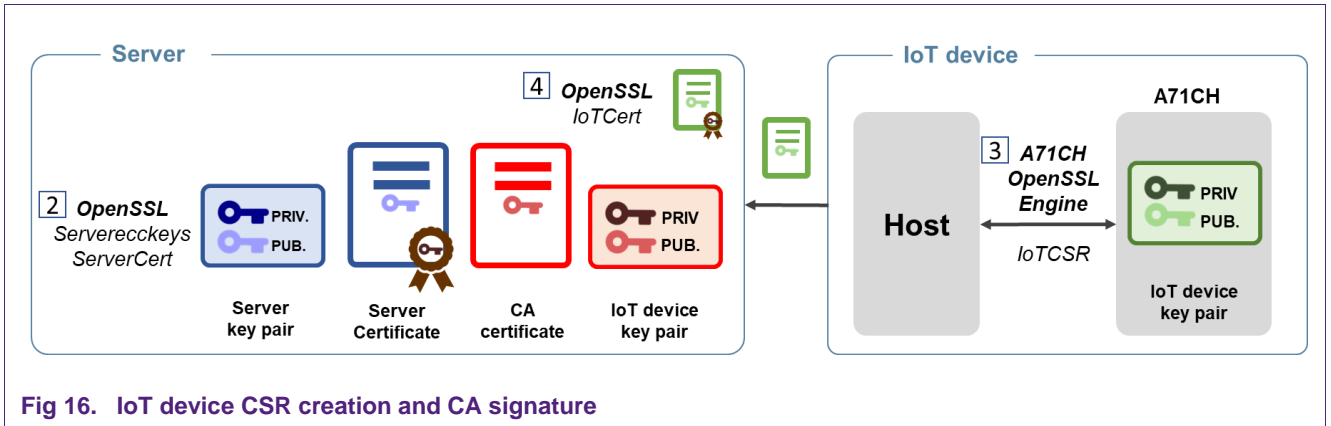 Server
IoT device
4
OpenSSL
IoTCert
A71CH
2
OpenSSL
Serverecckeys
ServerCert
PRIV.
PUB.
PRIV
PUB.
Host
3
A71CH
OpenSSL
Engine
IoTCSR
PRIV
PUB.
Server
key pair
Server
Certificate
CA
certificate
IoT device
key pair
IoT device
key pair
Fig 16. IoT device CSR creation and CA signature